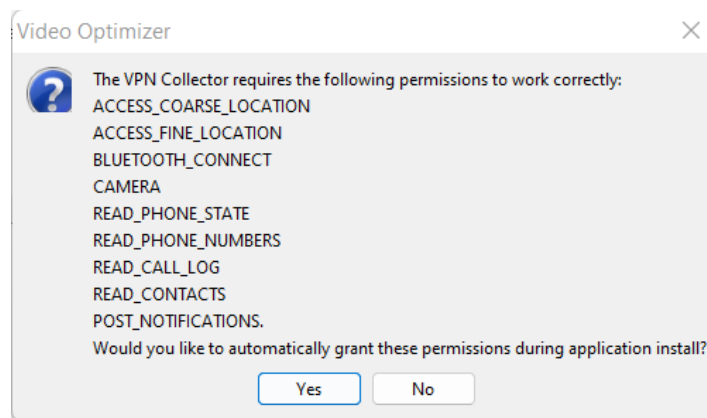 Video Optimizer
The VPN Collector requires the following permissions to work correctly:
ACCESS_COARSE_LOCATION
ACCESS_FINE_LOCATION
BLUETOOTH_CONNECT
CAMERA
READ_PHONE_STATE
READ_PHONE_NUMBERS
READ_CALL_LOG
READ_CONTACTS
POST_NOTIFICATIONS.
Would you like to automatically grant these permissions during application install?
Yes No